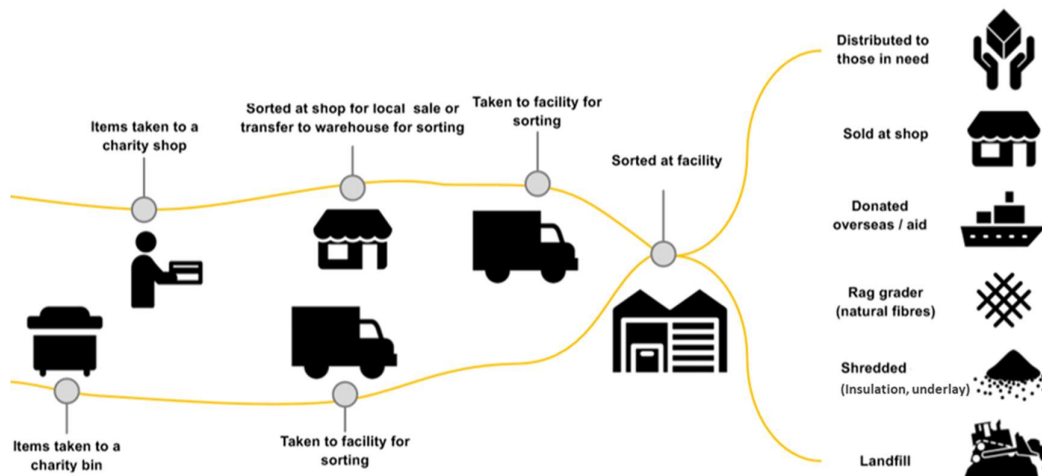 Items taken to a
charity shop
Sorted at shop for local sale or
transfer to warehouse for sorting
Taken to facility for
sorting
Sorted at facility
Items taken to a
charity bin
Taken to facility for
sorting
Distributed to
those in need
Sold at shop
Donated
overseas / aid
Rag grader
(natural fibres)
Shredded
(Insulation, underlay)
Landfill